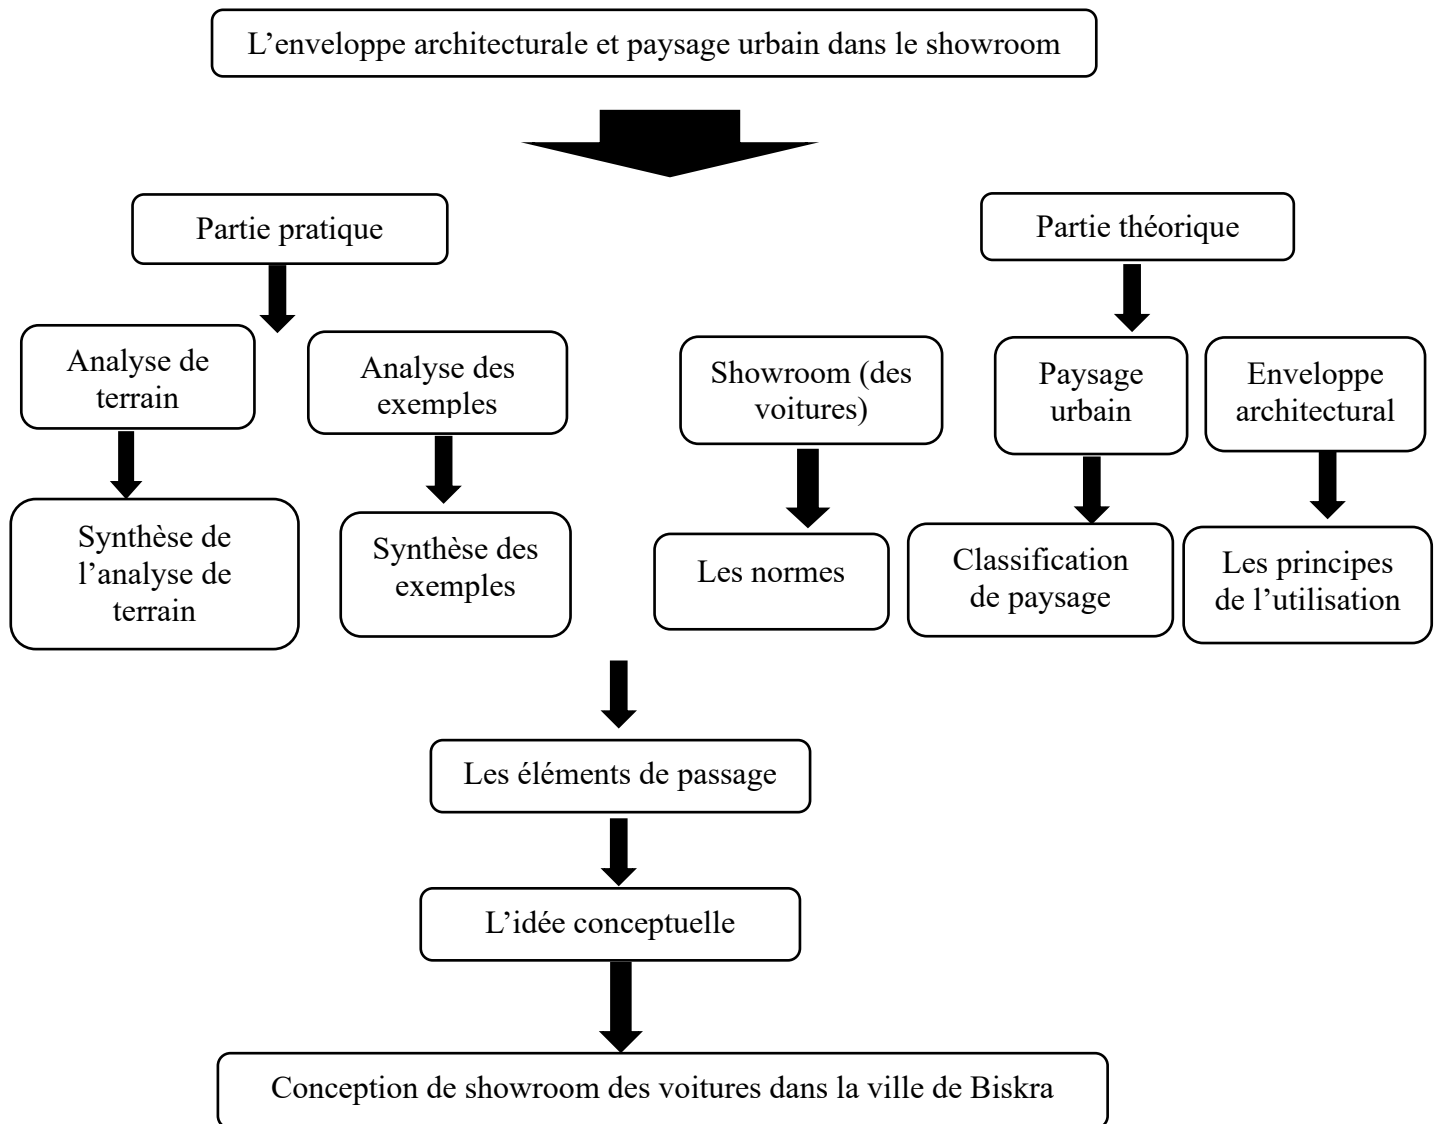 L’enveloppe architecturale et paysage urbain dans le showroom
Partie pratique
Partie théorique
Analyse de
terrain
Analyse des
exemples
Showroom (des
voitures)
Paysage
urbain
Enveloppe
architectural
Synthèse de
l’analyse de
terrain
Synthèse des
exemples
Les normes
Classification
de paysage
Les principes
de l’utilisation
Les éléments de passage
L’idée conceptuelle
Conception de showroom des voitures dans la ville de Biskra